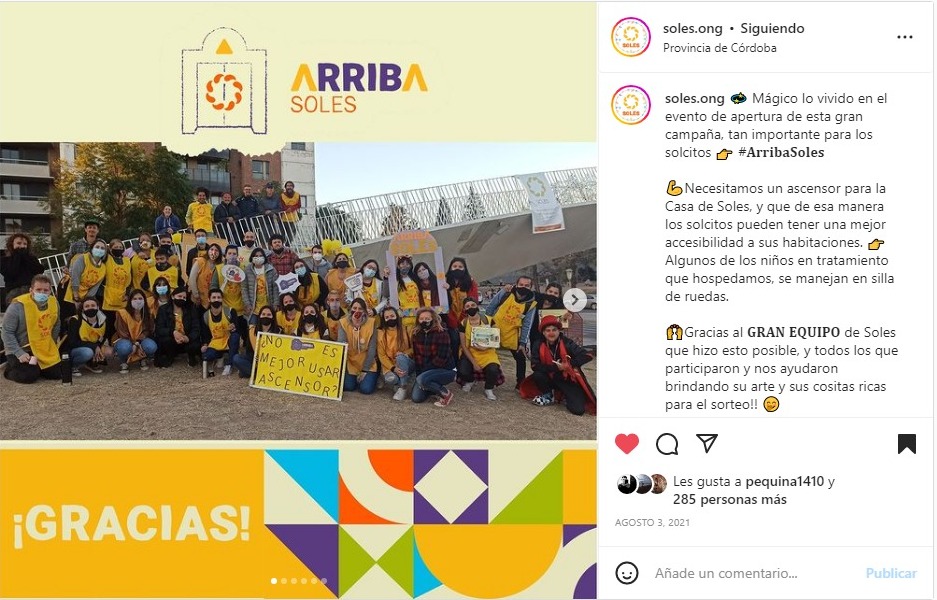 ARRIBA
SOLES
ARRIBA
SOLES
¿NO ES
MEJOR USAR
ASCENSOR?
¡GRACIAS!
soles.ong • Siguiendo
Provincia de Córdoba
SOLES
soles.ong Mágico lo vivido en el
evento de apertura de esta gran
campaña, tan importante para los
solcitos 👉 #ArribaSoles
💪Necesitamos un ascensor para la
Casa de Soles, y que de esa manera
los solcitos pueden tener una mejor
accesibilidad a sus habitaciones. 👉
Algunos de los niños en tratamiento
que hospedamos, se manejan en silla
de ruedas.
Gracias al GRAN EQUIPO de Soles
que hizo esto posible, y todos los que
participaron y nos ayudaron
brindando su arte y sus cositas ricas
para el sorteo!! 😊
Les gusta a pequina1410 y
285 personas más
AGOSTO 3, 2021
Añade un comentario...
Publicar